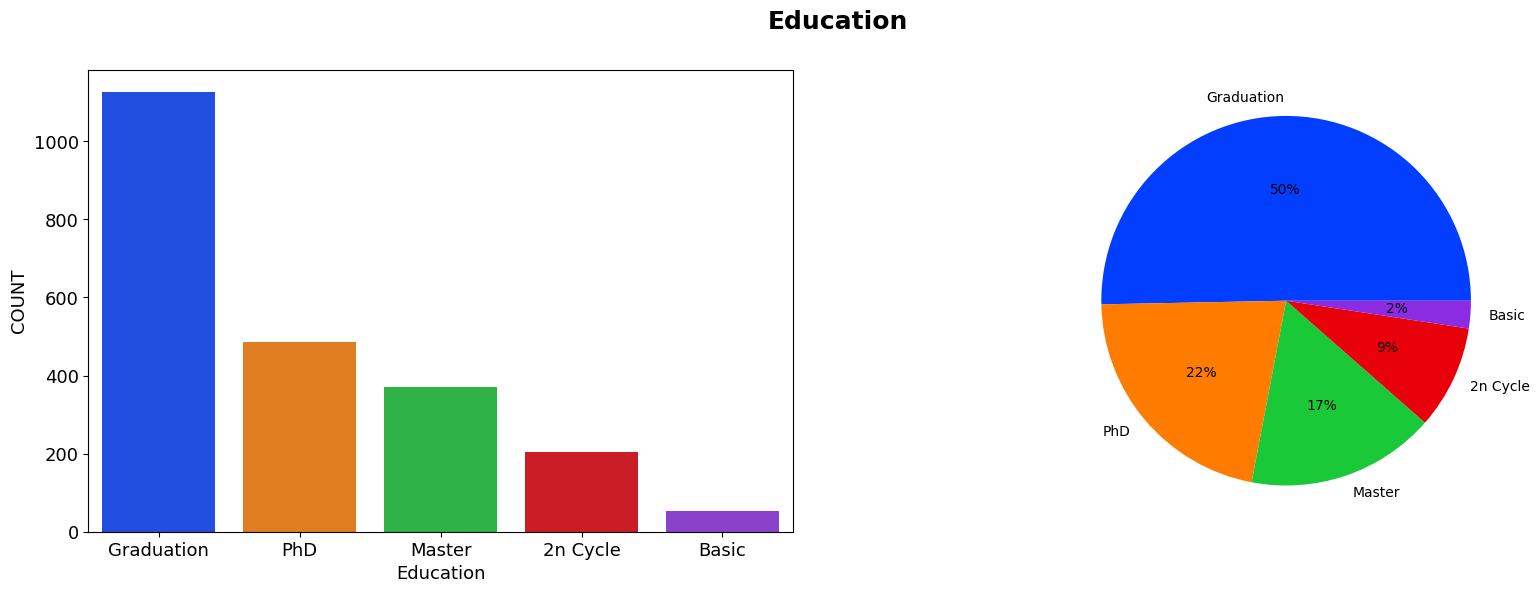 Education
COUNT
1000
800
600
400
200
0
Graduation
PhD
Master
2n Cycle
Basic
Education
Graduation
50%
PhD
22%
Master
17%
2n Cycle
9%
Basic
2%